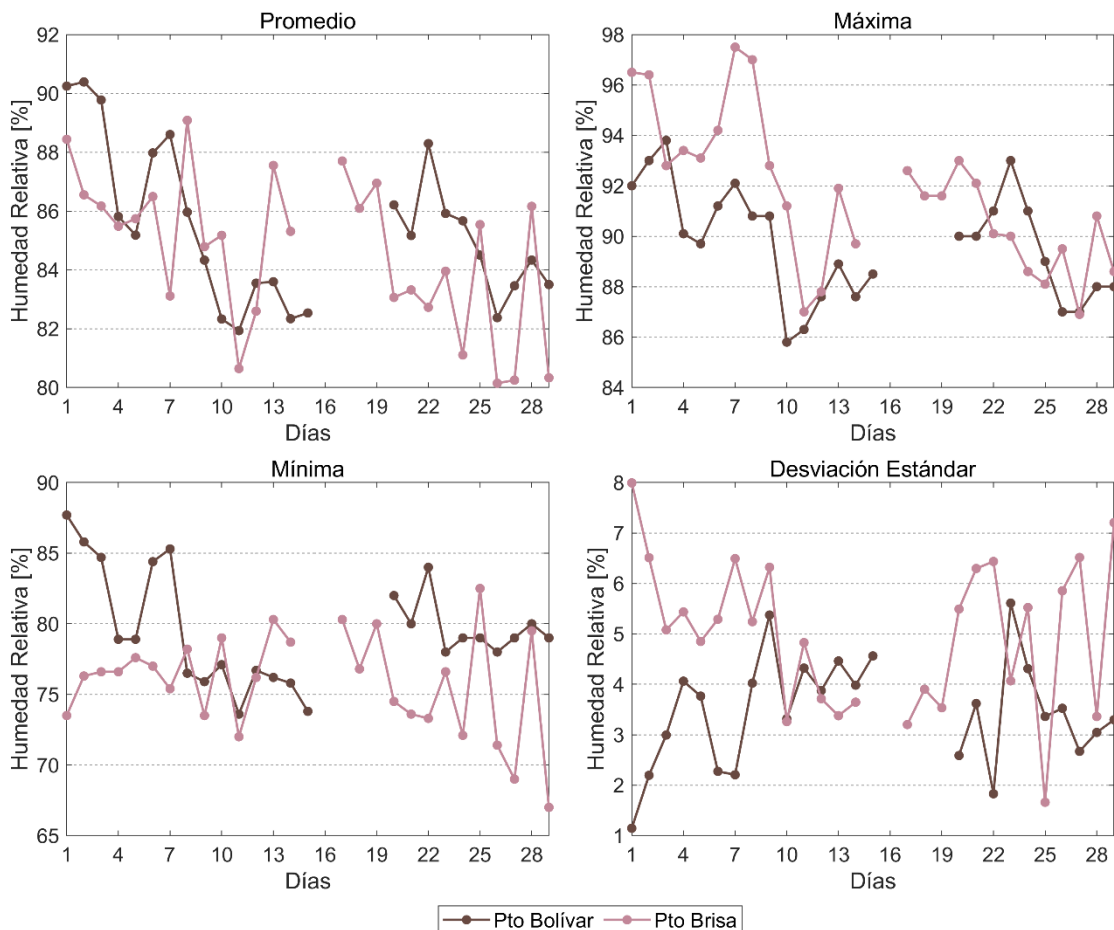 Promedio
Humedad Relativa [%]
92
90
88
86
84
82
80
1 4 7 10 13 16 19 22 25 28
Días
Máxima
Humedad Relativa [%]
98
96
94
92
90
88
86
84
1 4 7 10 13 16 19 22 25 28
Días
Mínima
Humedad Relativa [%]
90
85
80
75
70
65
1 4 7 10 13 16 19 22 25 28
Días
Desviación Estándar
Humedad Relativa [%]
8
7
6
5
4
3
2
1
1 4 7 10 13 16 19 22 25 28
Días
Pto Bolívar Pto Brisa